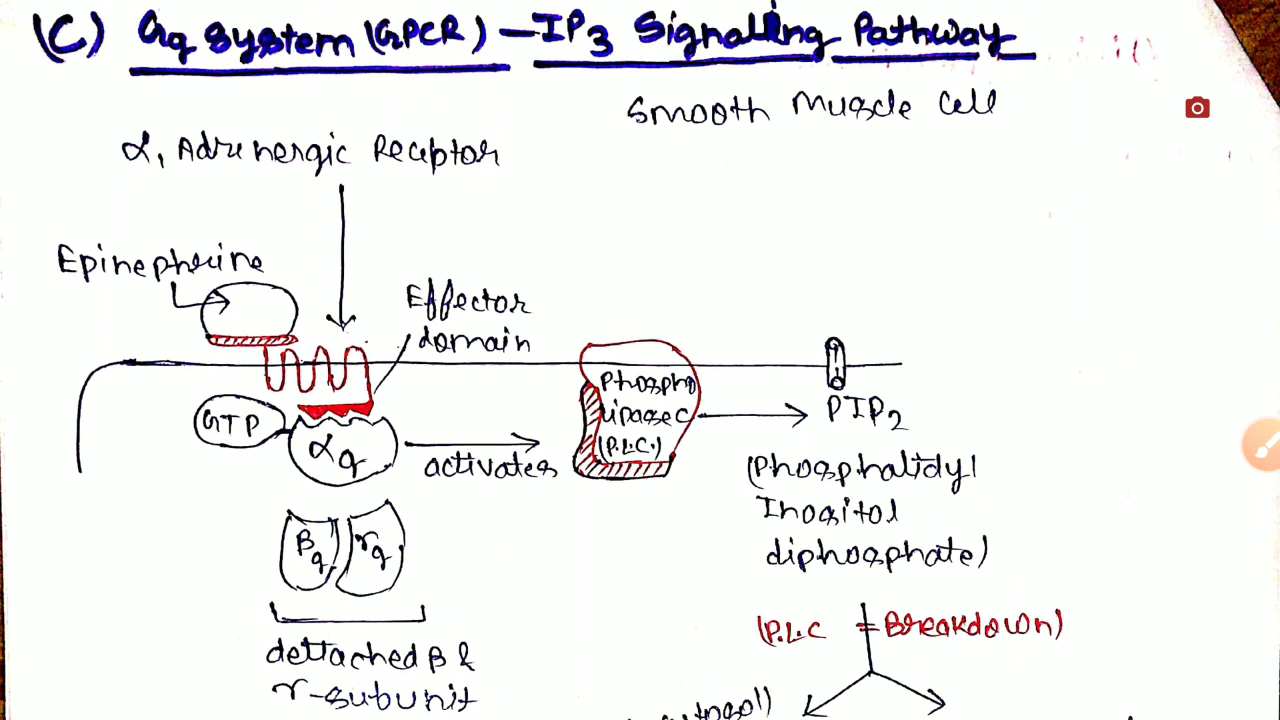 (C) Gq System (GPCR) – IP3 Signalling Pathway
Smooth Muscle Cell
α1 Adrenergic Receptor
Epinephrine
Effector
domain
GTP
αq
activates
Phospho
lipase C
(P.L.C.)
PIP2
(Phosphatidyl
Inositol
diphosphate)
βq
γq
dettached β &
γ-subunit
(P.L.C Breakdown)